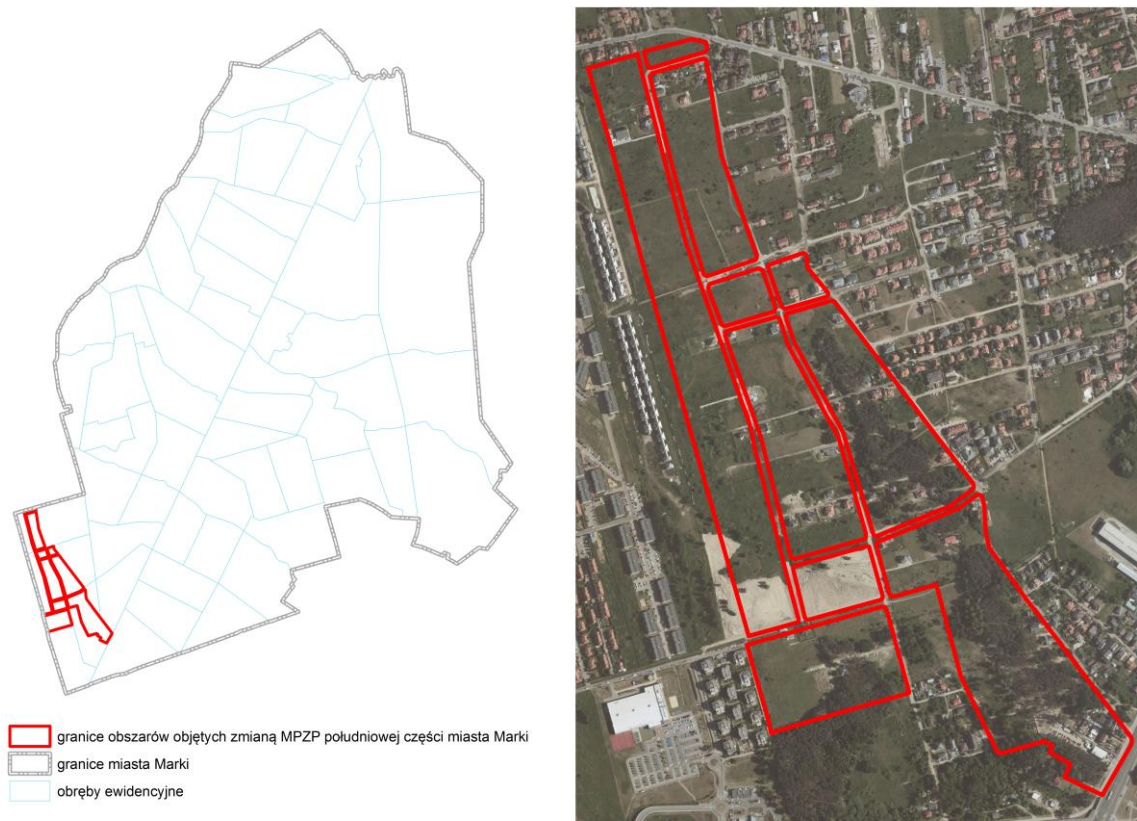 granice obszarów objętych zmianą MPZP południowej części miasta Marki
granice miasta Marki
obręby ewidencyjne